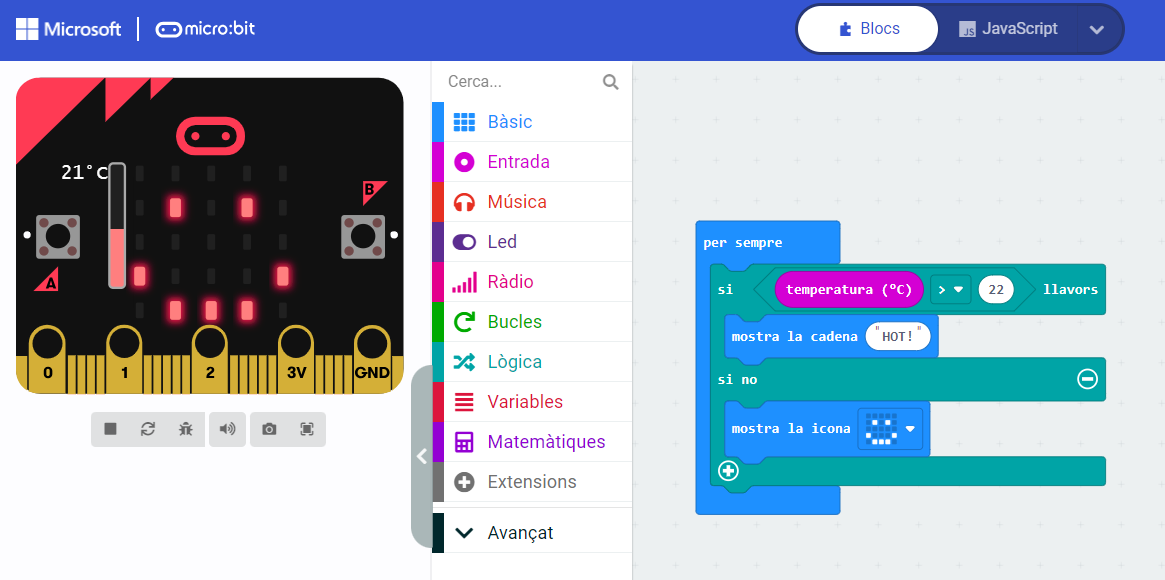 Microsoft
micro:bit
Blocs
JS JavaScript
21°C
B
A
0 1 2 3V GND
Cerca...
Bàsic
Entrada
Música
Led
Ràdio
Bucles
Lògica
Variables
Matemàtiques
Extensions
Avançat
per sempre
si temperatura (ºC) > 22 llavors
mostra la cadena "HOT!"
si no
mostra la icona